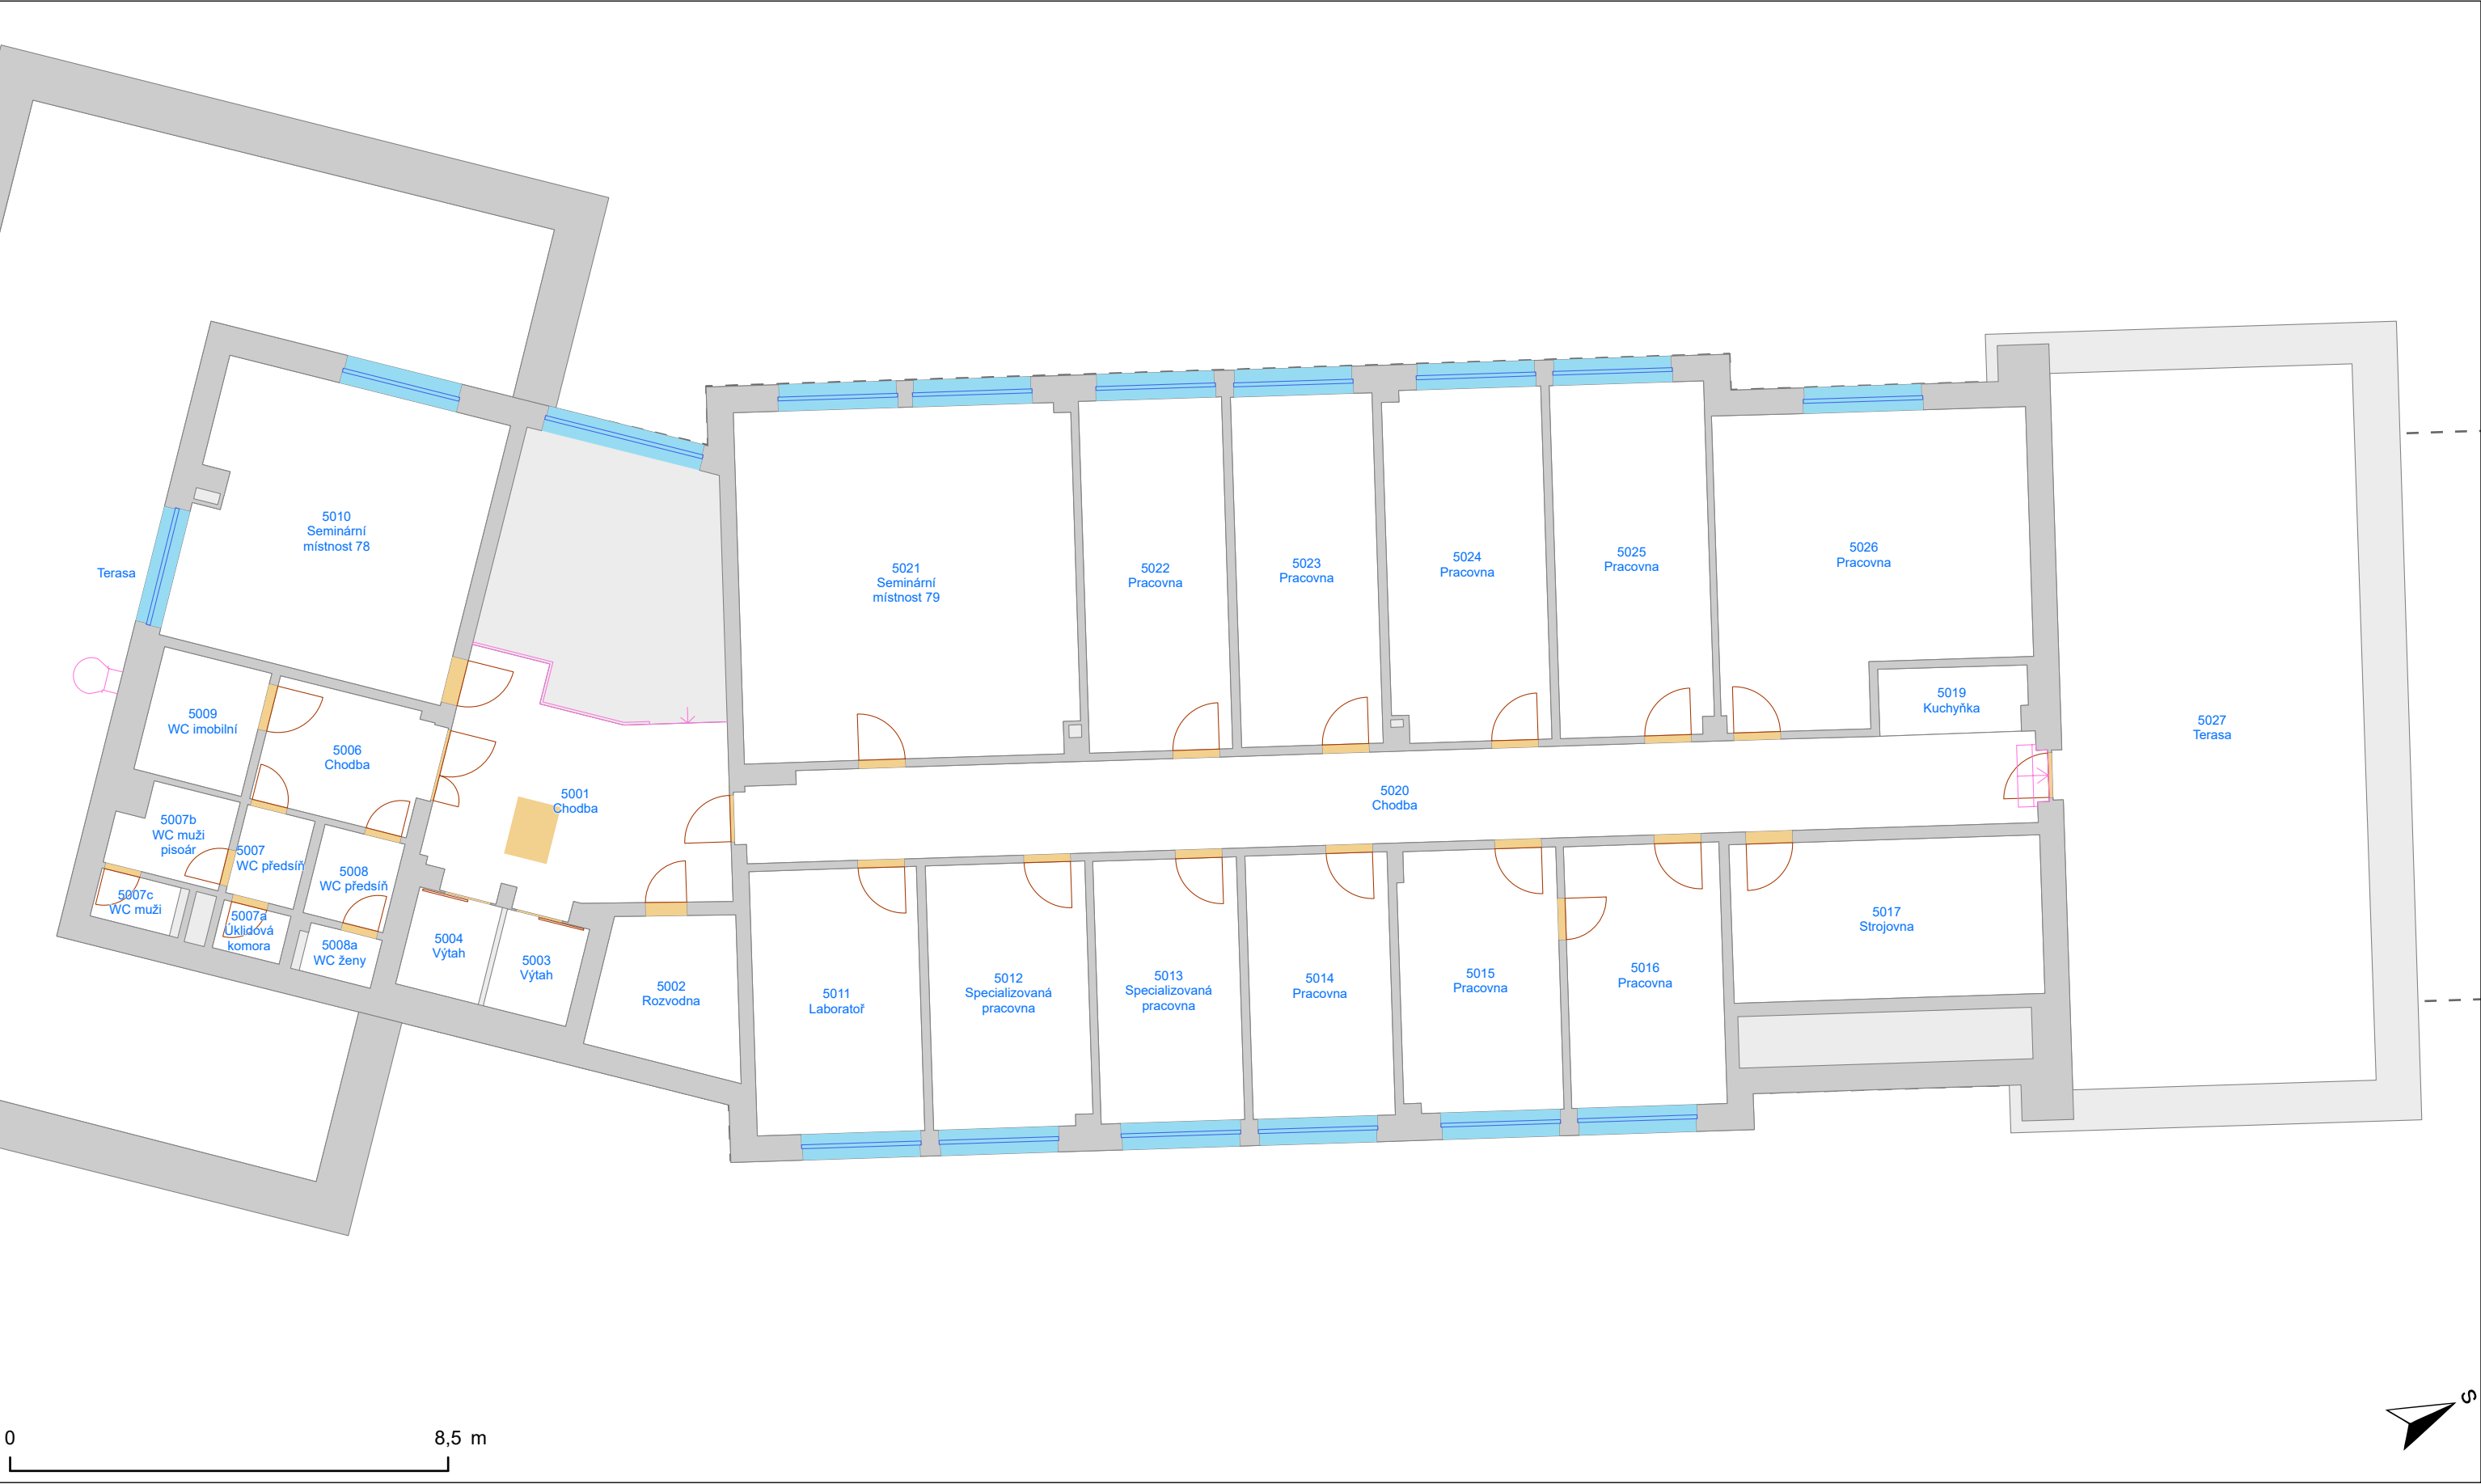 5010
Seminární
místnost 78
Terasa
5009
WC imobilní
5006
Chodba
5007b
WC muži
pisoár
5007
WC předsíň
5008
WC předsíň
5007c
WC muži
5007a
Úklidová
komora
5008a
WC ženy
5004
Výtah
5003
Výtah
5001
Chodba
5002
Rozvodna
5021
Seminární
místnost 79
5022
Pracovna
5023
Pracovna
5024
Pracovna
5025
Pracovna
5026
Pracovna
5019
Kuchyňka
5027
Terasa
5020
Chodba
5011
Laboratoř
5012
Specializovaná
pracovna
5013
Specializovaná
pracovna
5014
Pracovna
5015
Pracovna
5016
Pracovna
5017
Strojovna
0 8,5 m
S